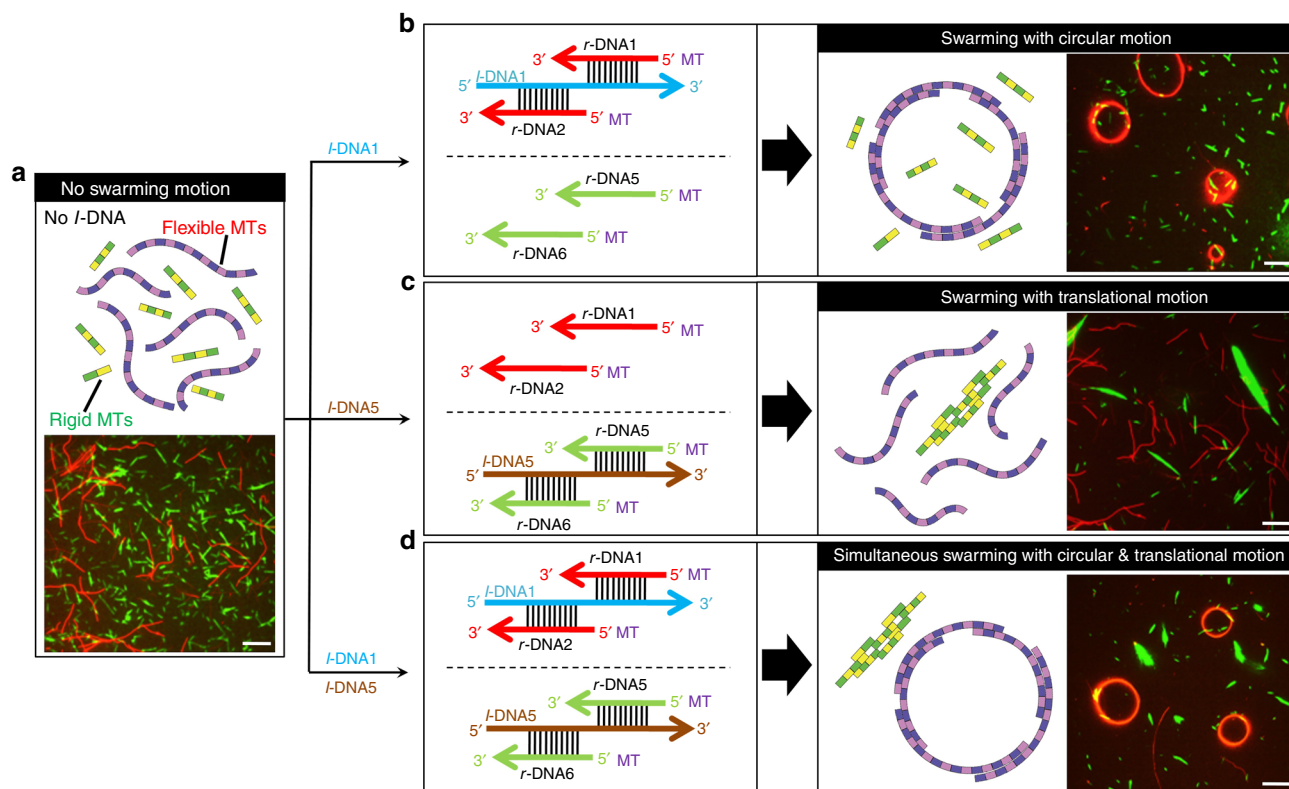 a
No swarming motion
No l-DNA
Flexible MTs
Rigid MTs
l-DNA1
l-DNA5
l-DNA1
l-DNA5
b
r-DNA1
3′ 5′ MT
5′ l-DNA1 3′
3′ 5′ MT
r-DNA2
r-DNA5
3′ 5′ MT
3′ 5′ MT
r-DNA6
Swarming with circular motion
c
r-DNA1
3′ 5′ MT
3′ 5′ MT
r-DNA2
r-DNA5
3′ 5′ MT
5′ l-DNA5 3′
3′ 5′ MT
r-DNA6
Swarming with translational motion
d
r-DNA1
3′ 5′ MT
5′ l-DNA1 3′
3′ 5′ MT
r-DNA2
r-DNA5
3′ 5′ MT
5′ l-DNA5 3′
3′ 5′ MT
r-DNA6
Simultaneous swarming with circular & translational motion